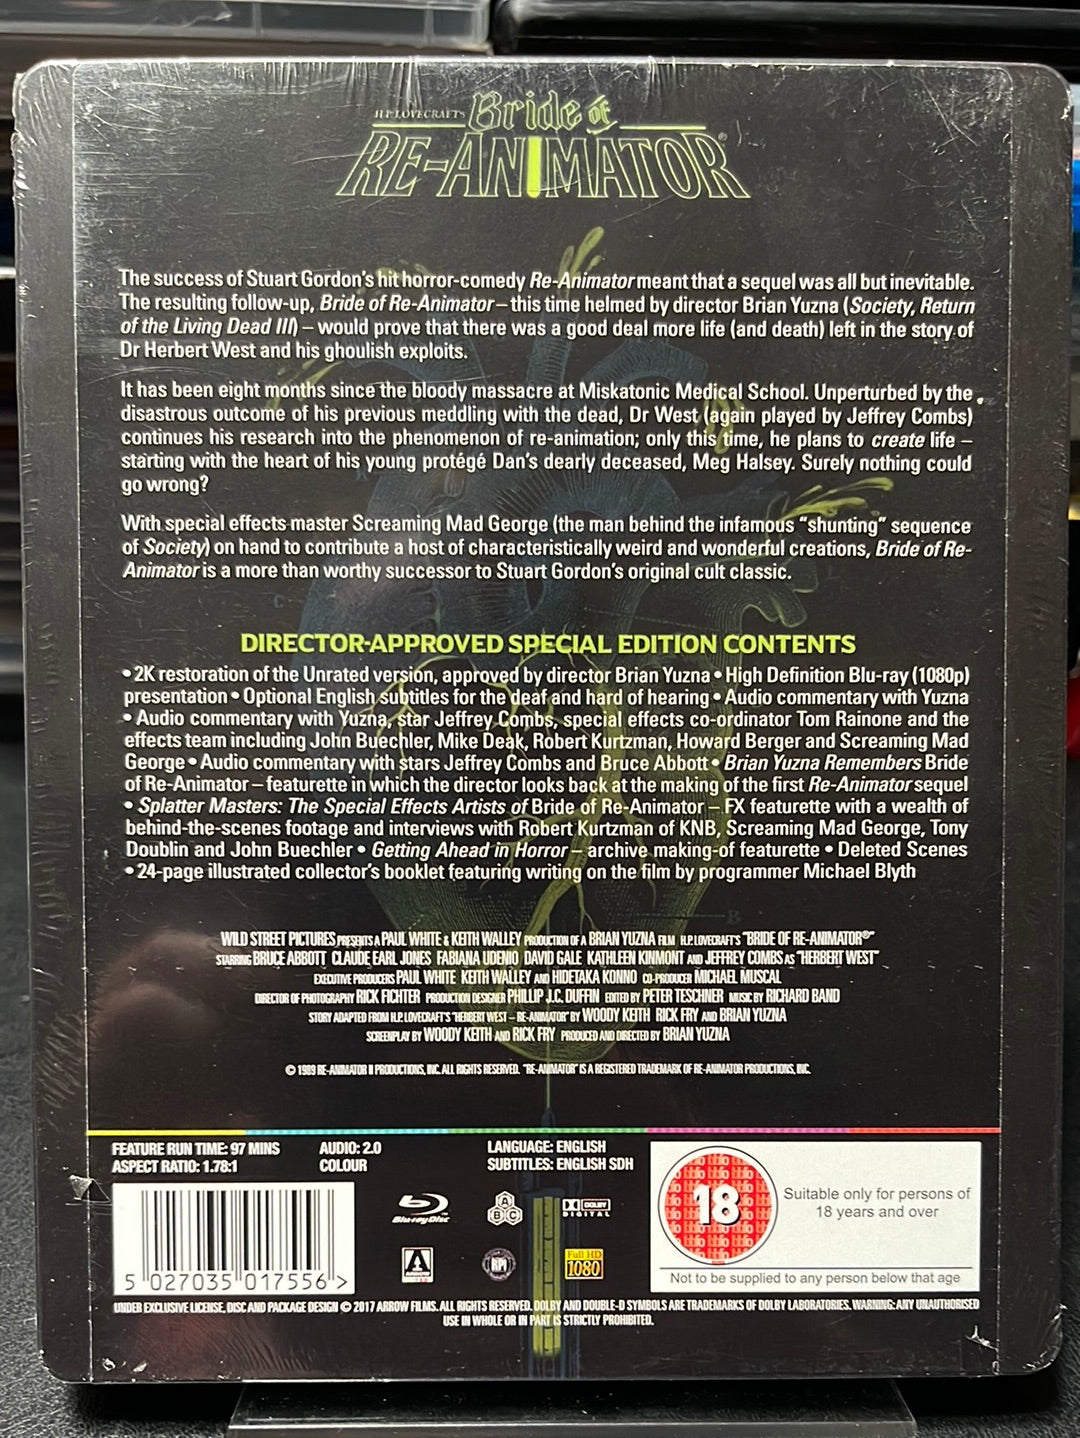 H.P. LOVECRAFT'S Bride of
RE-ANIMATOR®
The success of Stuart Gordon's hit horror-comedy Re-Animator meant that a sequel was all but inevitable.
The resulting follow-up, Bride of Re-Animator – this time helmed by director Brian Yuzna (Society, Return
of the Living Dead III) – would prove that there was a good deal more life (and death) left in the story of
Dr Herbert West and his ghoulish exploits.
It has been eight months since the bloody massacre at Miskatonic Medical School. Unperturbed by the
disastrous outcome of his previous meddling with the dead, Dr West (again played by Jeffrey Combs)
continues his research into the phenomenon of re-animation; only this time, he plans to create life –
starting with the heart of his young protégé Dan's dearly deceased, Meg Halsey. Surely nothing could
go wrong?
With special effects master Screaming Mad George (the man behind the infamous "shunting" sequence
of Society) on hand to contribute a host of characteristically weird and wonderful creations, Bride of Re-
Animator is a more than worthy successor to Stuart Gordon's original cult classic.
DIRECTOR-APPROVED SPECIAL EDITION CONTENTS
• 2K restoration of the Unrated version, approved by director Brian Yuzna • High Definition Blu-ray (1080p)
presentation • Optional English subtitles for the deaf and hard of hearing • Audio commentary with Yuzna
• Audio commentary with Yuzna, star Jeffrey Combs, special effects co-ordinator Tom Rainone and the
effects team including John Buechler, Mike Deak, Robert Kurtzman, Howard Berger and Screaming Mad
George • Audio commentary with stars Jeffrey Combs and Bruce Abbott • Brian Yuzna Remembers Bride
of Re-Animator – featurette in which the director looks back at the making of the first Re-Animator sequel
• Splatter Masters: The Special Effects Artists of Bride of Re-Animator – FX featurette with a wealth of
behind-the-scenes footage and interviews with Robert Kurtzman of KNB, Screaming Mad George, Tony
Doublin and John Buechler • Getting Ahead in Horror – archive making-of featurette • Deleted Scenes
• 24-page illustrated collector's booklet featuring writing on the film by programmer Michael Blyth
WILD STREET PICTURES PRESENTS A PAUL WHITE & KEITH WALLEY PRODUCTION OF A BRIAN YUZNA FILM H.P. LOVECRAFT'S "BRIDE OF RE-ANIMATOR®"
STARRING BRUCE ABBOTT CLAUDE EARL JONES FABIANA UDENIO DAVID GALE KATHLEEN KINMONT AND JEFFREY COMBS AS "HERBERT WEST"
EXECUTIVE PRODUCERS PAUL WHITE KEITH WALLEY AND HIDETAKA KONNO CO-PRODUCER MICHAEL MUSCAL
DIRECTOR OF PHOTOGRAPHY RICK FICHTER PRODUCTION DESIGNER PHILLIP J.C. DUFFIN EDITED BY PETER TESCHNER MUSIC BY RICHARD BAND
STORY ADAPTED FROM H.P. LOVECRAFT'S "HERBERT WEST – RE-ANIMATOR" BY WOODY KEITH RICK FRY AND BRIAN YUZNA
SCREENPLAY BY WOODY KEITH AND RICK FRY PRODUCED AND DIRECTED BY BRIAN YUZNA
© 1989 RE-ANIMATOR II PRODUCTIONS, INC. ALL RIGHTS RESERVED. "RE-ANIMATOR" IS A REGISTERED TRADEMARK OF RE-ANIMATOR PRODUCTIONS, INC.
FEATURE RUN TIME: 97 MINS AUDIO: 2.0 LANGUAGE: ENGLISH
ASPECT RATIO: 1.78:1 COLOUR SUBTITLES: ENGLISH SDH
Blu-ray Disc
A B C
DOLBY DIGITAL
ARROW
RPI
Full HD 1080
18
Suitable only for persons of
18 years and over
Not to be supplied to any person below that age
5 027035 017556 >
UNDER EXCLUSIVE LICENSE, DISC AND PACKAGE DESIGN © 2017 ARROW FILMS. ALL RIGHTS RESERVED. DOLBY AND DOUBLE-D SYMBOLS ARE TRADEMARKS OF DOLBY LABORATORIES. WARNING: ANY UNAUTHORISED
USE IN WHOLE OR IN PART IS STRICTLY PROHIBITED.